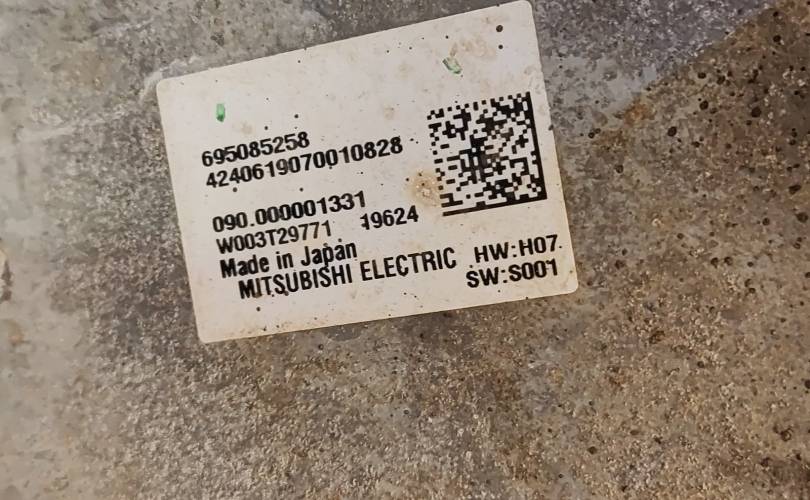 695085258
4240619070010828
090.000001331
W003T29771 19624
Made in Japan
MITSUBISHI ELECTRIC HW:H07
SW:S001